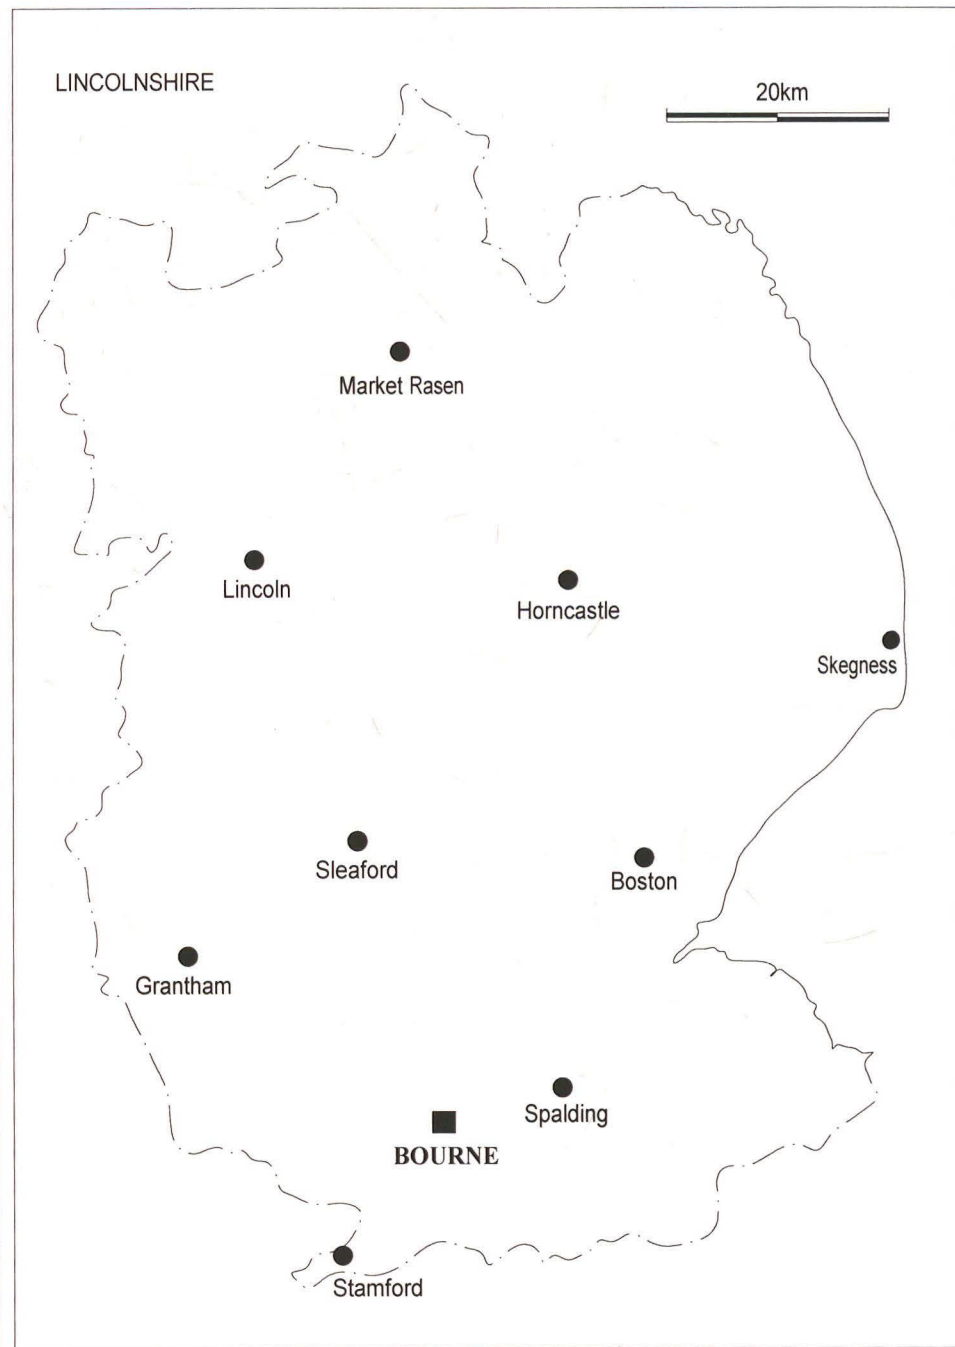 LINCOLNSHIRE
20km
Market Rasen
Lincoln
Horncastle
Skegness
Sleaford
Boston
Grantham
Spalding
BOURNE
Stamford